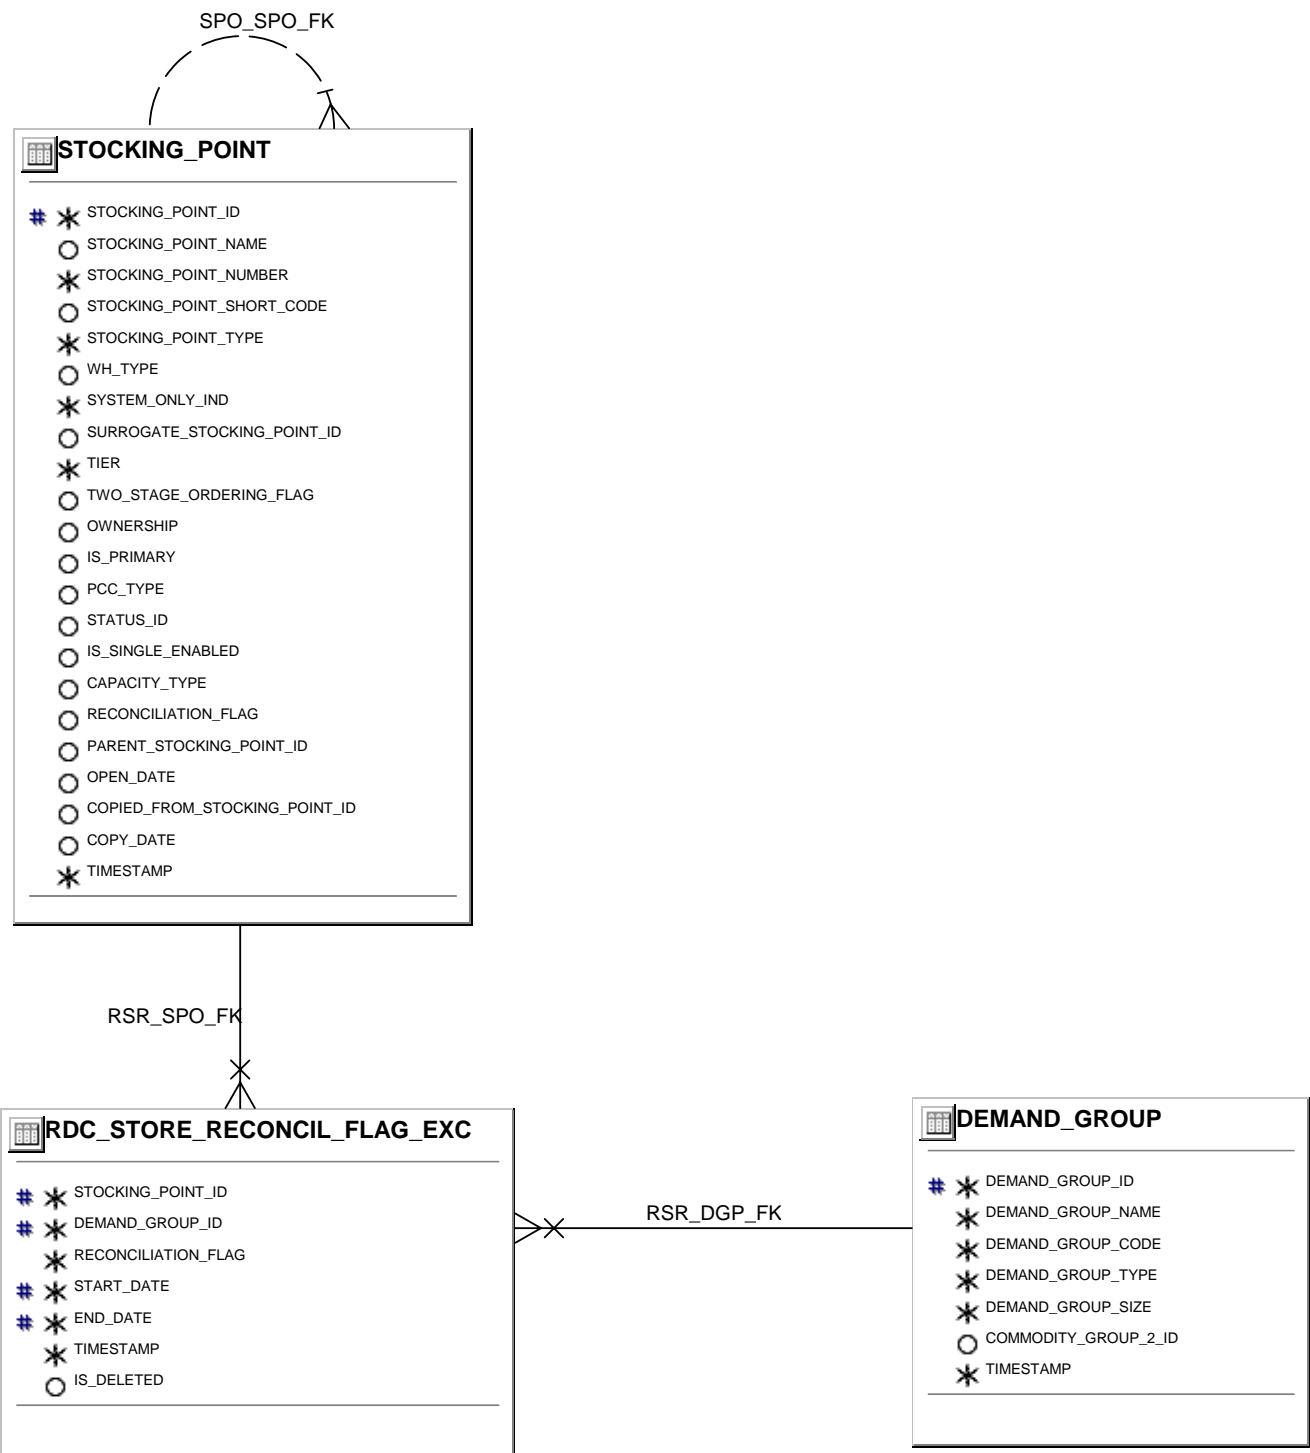 SPO_SPO_FK
STOCKING_POINT
# * STOCKING_POINT_ID
STOCKING_POINT_NAME
* STOCKING_POINT_NUMBER
STOCKING_POINT_SHORT_CODE
* STOCKING_POINT_TYPE
WH_TYPE
* SYSTEM_ONLY_IND
SURROGATE_STOCKING_POINT_ID
* TIER
TWO_STAGE_ORDERING_FLAG
OWNERSHIP
IS_PRIMARY
PCC_TYPE
STATUS_ID
IS_SINGLE_ENABLED
CAPACITY_TYPE
RECONCILIATION_FLAG
PARENT_STOCKING_POINT_ID
OPEN_DATE
COPIED_FROM_STOCKING_POINT_ID
COPY_DATE
* TIMESTAMP
RSR_SPO_FK
RDC_STORE_RECONCIL_FLAG_EXC
# * STOCKING_POINT_ID
# * DEMAND_GROUP_ID
* RECONCILIATION_FLAG
# * START_DATE
# * END_DATE
* TIMESTAMP
IS_DELETED
RSR_DGP_FK
DEMAND_GROUP
# * DEMAND_GROUP_ID
* DEMAND_GROUP_NAME
* DEMAND_GROUP_CODE
* DEMAND_GROUP_TYPE
* DEMAND_GROUP_SIZE
COMMODITY_GROUP_2_ID
* TIMESTAMP